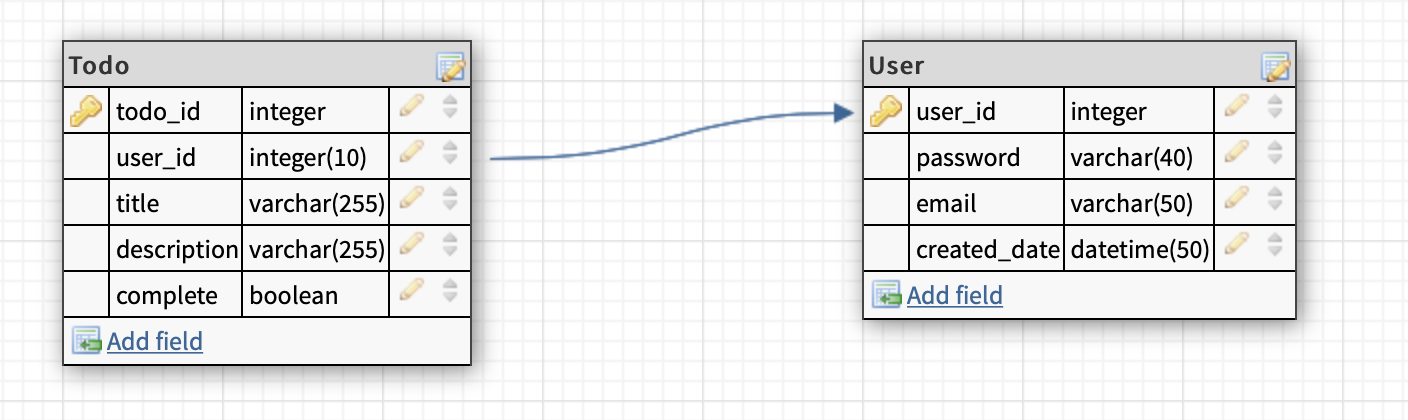 Todo
todo_id integer
user_id integer(10)
title varchar(255)
description varchar(255)
complete boolean
Add field
User
user_id integer
password varchar(40)
email varchar(50)
created_date datetime(50)
Add field